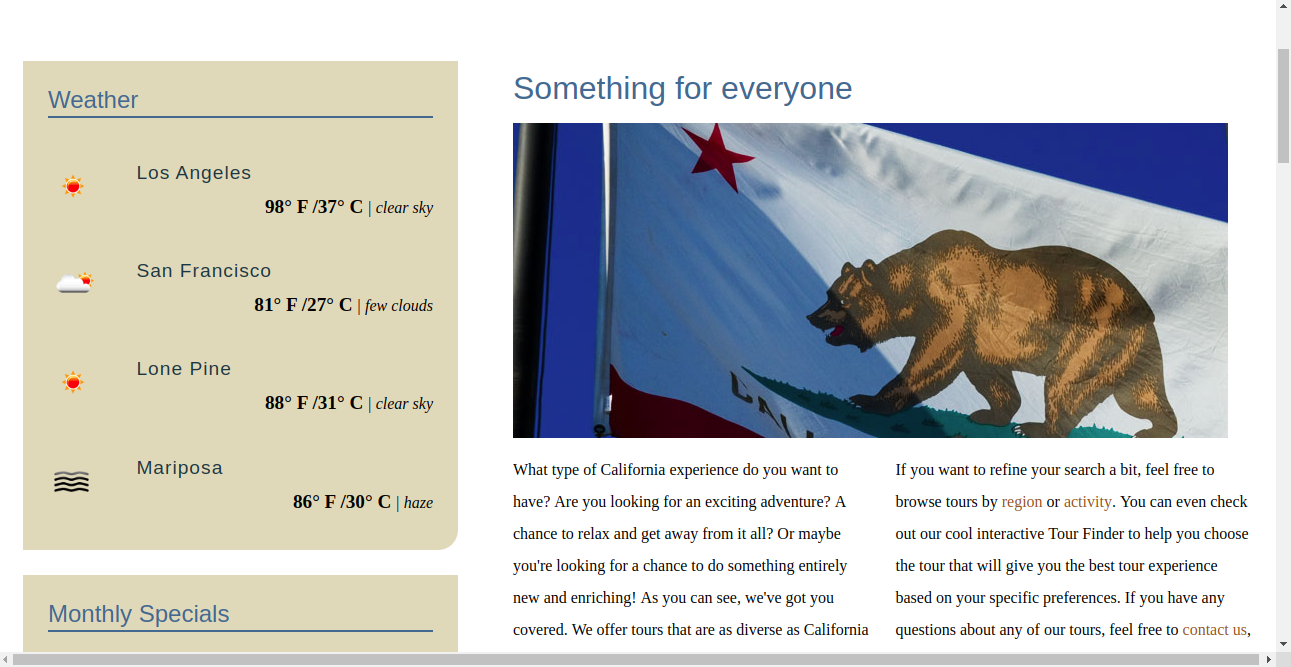 Weather
Los Angeles
98° F /37° C | clear sky
San Francisco
81° F /27° C | few clouds
Lone Pine
88° F /31° C | clear sky
Mariposa
86° F /30° C | haze
Monthly Specials
Something for everyone
What type of California experience do you want to
have? Are you looking for an exciting adventure? A
chance to relax and get away from it all? Or maybe
you're looking for a chance to do something entirely
new and enriching! As you can see, we've got you
covered. We offer tours that are as diverse as California
If you want to refine your search a bit, feel free to
browse tours by region or activity. You can even check
out our cool interactive Tour Finder to help you choose
the tour that will give you the best tour experience
based on your specific preferences. If you have any
questions about any of our tours, feel free to contact us,